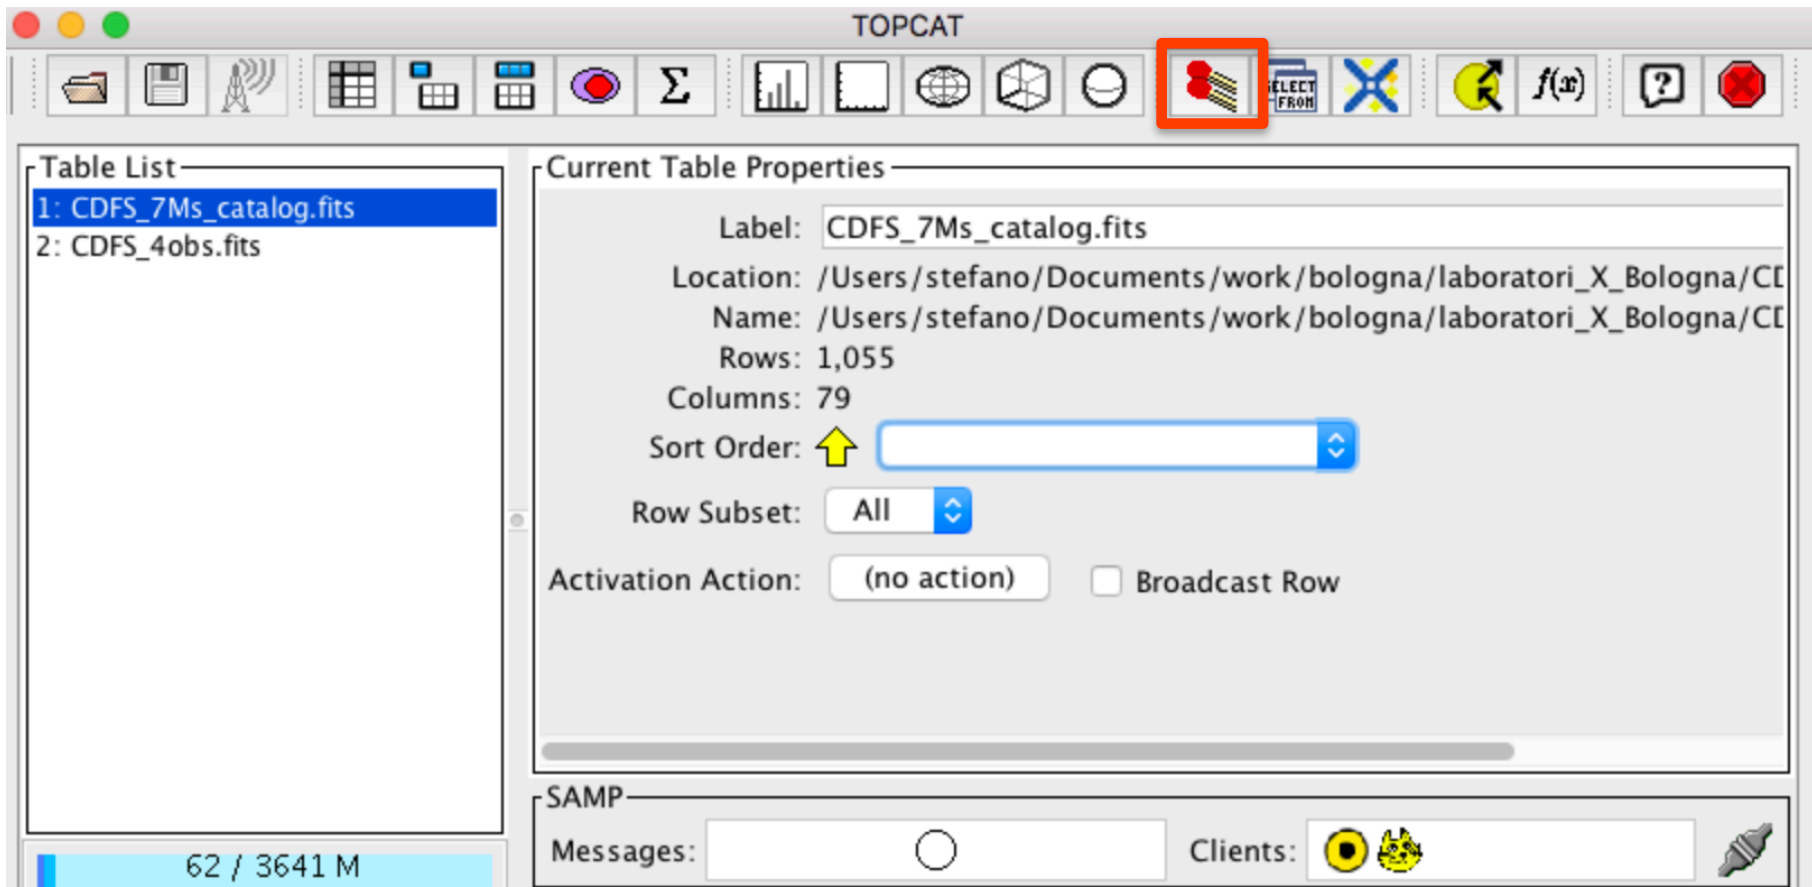 TOPCAT
Σ
SELECT
FROM
f(x)
?
Table List
1: CDFS_7Ms_catalog.fits
2: CDFS_4obs.fits
Current Table Properties
Label: CDFS_7Ms_catalog.fits
Location: /Users/stefano/Documents/work/bologna/laboratori_X_Bologna/CD
Name: /Users/stefano/Documents/work/bologna/laboratori_X_Bologna/CD
Rows: 1,055
Columns: 79
Sort Order:
Row Subset: All
Activation Action: (no action) Broadcast Row
SAMP
Messages: Clients:
62 / 3641 M